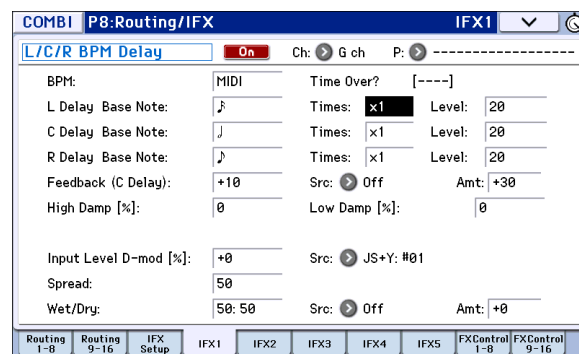 COMBI P8:Routing/IFX IFX1
L/C/R BPM Delay On Ch: G ch P: ------------------
BPM: MIDI Time Over? [----]
L Delay Base Note: Times: x1 Level: 20
C Delay Base Note: Times: x1 Level: 20
R Delay Base Note: Times: x1 Level: 20
Feedback (C Delay): +10 Src: Off Amt: +30
High Damp [%]: 0 Low Damp [%]: 0
Input Level D-mod [%]: +0 Src: JS+Y: #01
Spread: 50
Wet/Dry: 50: 50 Src: Off Amt: +0
Routing 1-8 Routing 9-16 IFX Setup IFX1 IFX2 IFX3 IFX4 IFX5 FXControl 1-8 FXControl 9-16